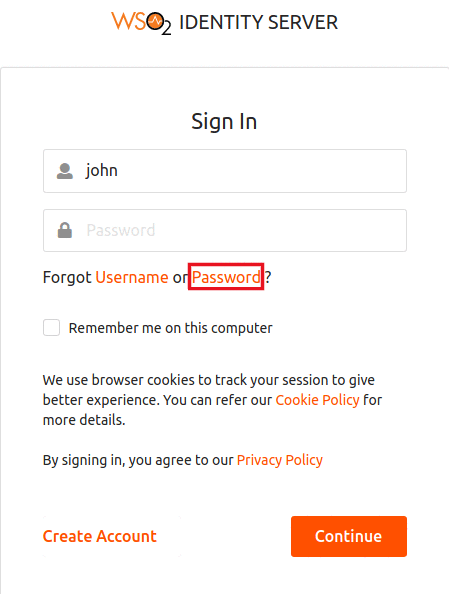 WSO2 IDENTITY SERVER
Sign In
john
Password
Forgot Username or Password ?
Remember me on this computer
We use browser cookies to track your session to give
better experience. You can refer our Cookie Policy for
more details.
By signing in, you agree to our Privacy Policy
Create Account
Continue